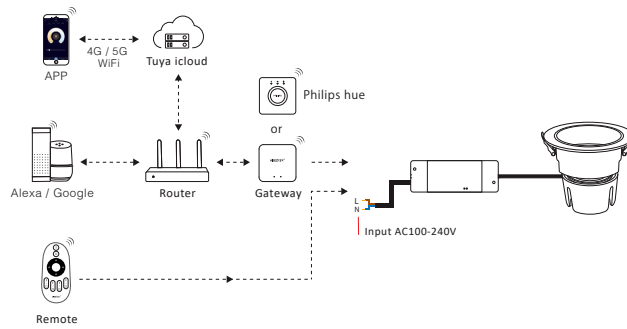 4G / 5G
WiFi
APP
Tuya icloud
Philips hue
or
Alexa / Google
Router
Gateway
L
N
Input AC100-240V
Remote